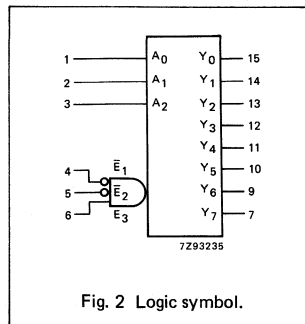 1 A0 Y0 15
2 A1 Y1 14
3 A2 Y2 13
Y3 12
4 Ē1 Y4 11
5 Ē2 Y5 10
6 E3 Y6 9
Y7 7
7Z93235
Fig. 2 Logic symbol.